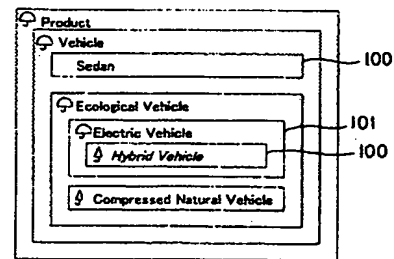 Product
Vehicle
Sedan
100
Ecological Vehicle
101
Electric Vehicle
Hybrid Vehicle
100
Compressed Natural Vehicle